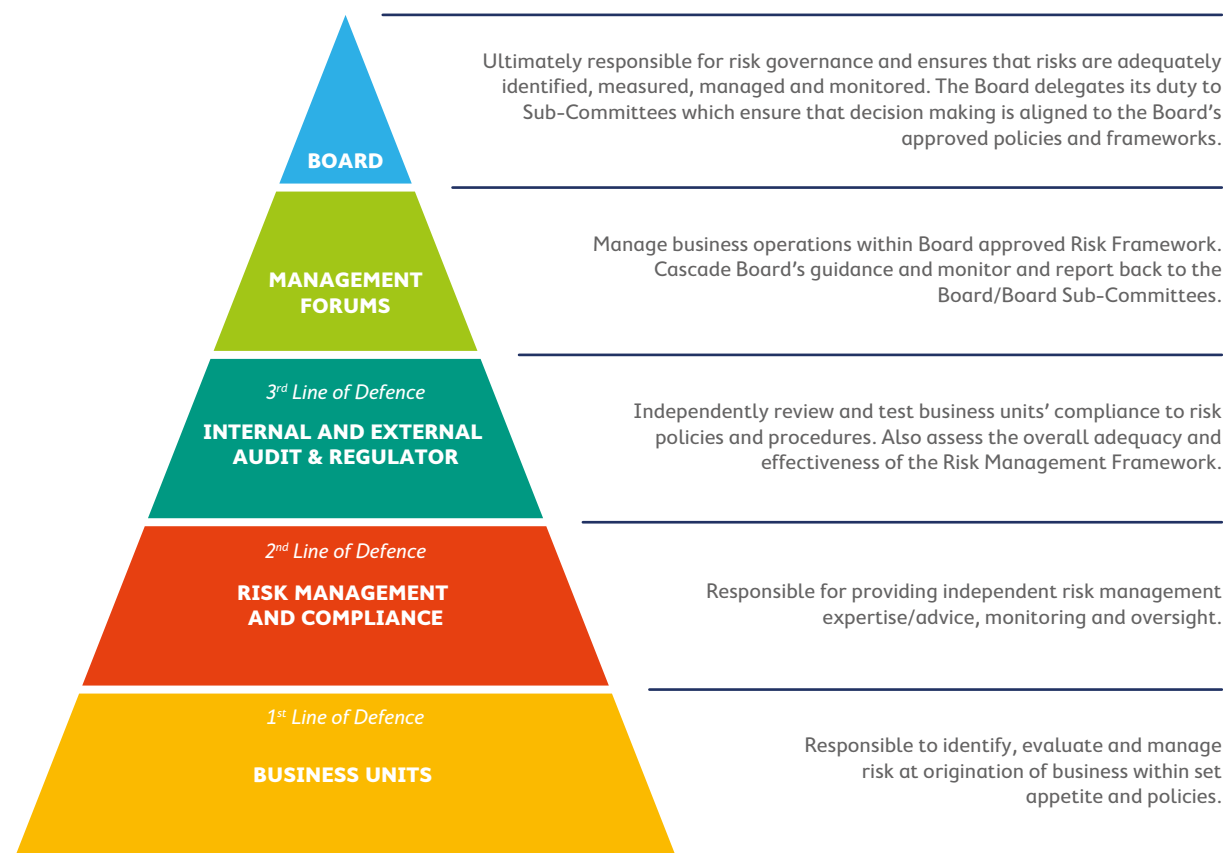 BOARD
Ultimately responsible for risk governance and ensures that risks are adequately
identified, measured, managed and monitored. The Board delegates its duty to
Sub-Committees which ensure that decision making is aligned to the Board’s
approved policies and frameworks.
MANAGEMENT
FORUMS
Manage business operations within Board approved Risk Framework.
Cascade Board’s guidance and monitor and report back to the
Board/Board Sub-Committees.
3rd Line of Defence
INTERNAL AND EXTERNAL
AUDIT & REGULATOR
Independently review and test business units’ compliance to risk
policies and procedures. Also assess the overall adequacy and
effectiveness of the Risk Management Framework.
2nd Line of Defence
RISK MANAGEMENT
AND COMPLIANCE
Responsible for providing independent risk management
expertise/advice, monitoring and oversight.
1st Line of Defence
BUSINESS UNITS
Responsible to identify, evaluate and manage
risk at origination of business within set
appetite and policies.